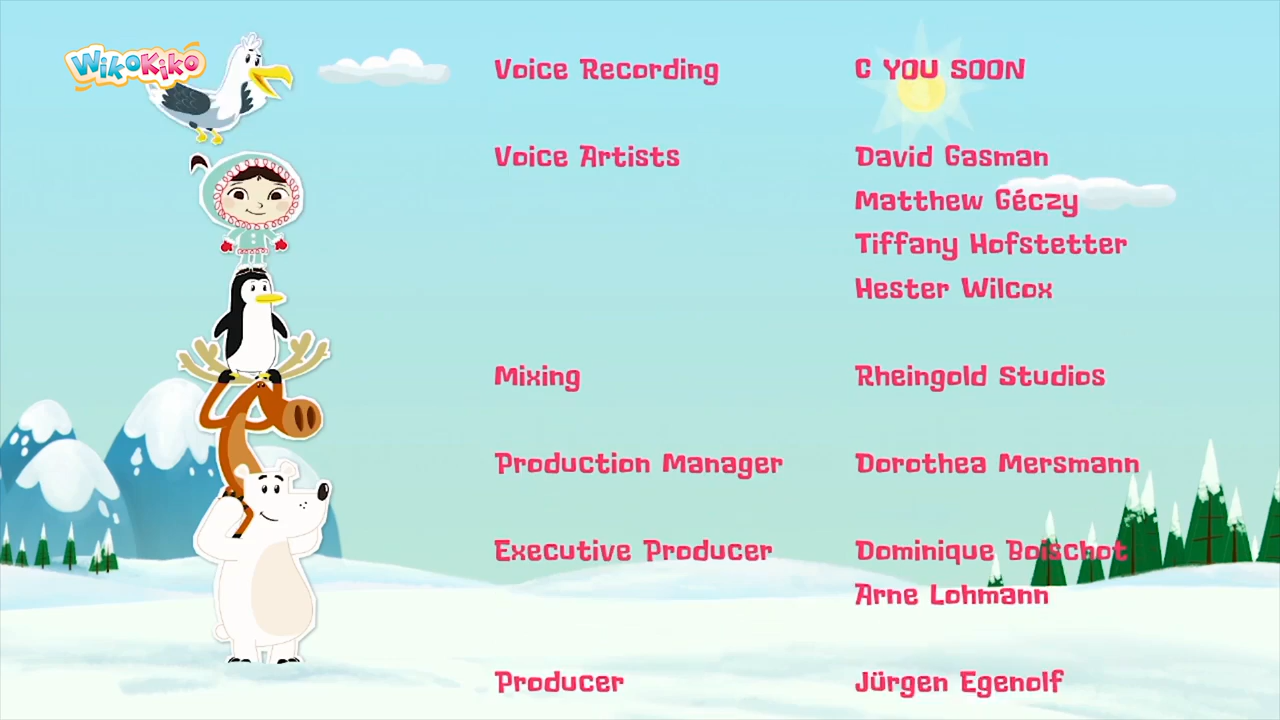 WikoKiko
Voice Recording C YOU SOON
Voice Artists David Gasman
Matthew Géczy
Tiffany Hofstetter
Hester Wilcox
Mixing Rheingold Studios
Production Manager Dorothea Mersmann
Executive Producer Dominique Boischot
Arne Lohmann
Producer Jürgen Egenolf